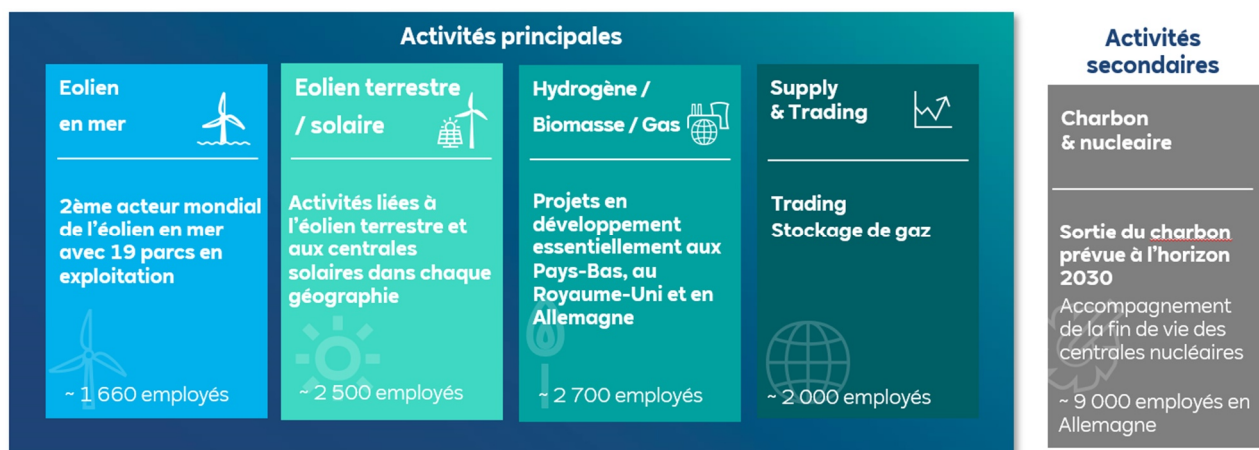 Activités principales
Eolien
en mer
2ème acteur mondial
de l'éolien en mer
avec 19 parcs en
exploitation
~ 1 660 employés
Eolien terrestre
/ solaire
Activités liées à
l'éolien terrestre et
aux centrales
solaires dans chaque
géographie
~ 2 500 employés
Hydrogène /
Biomasse / Gas
Projets en
développement
essentiellement aux
Pays-Bas, au
Royaume-Uni et en
Allemagne
~ 2 700 employés
Supply
& Trading
Trading
Stockage de gaz
~ 2 000 employés
Activités
secondaires
Charbon
& nucleaire
Sortie du charbon
prévue à l'horizon
2030
Accompagnement
de la fin de vie des
centrales nucléaires
~ 9 000 employés en
Allemagne